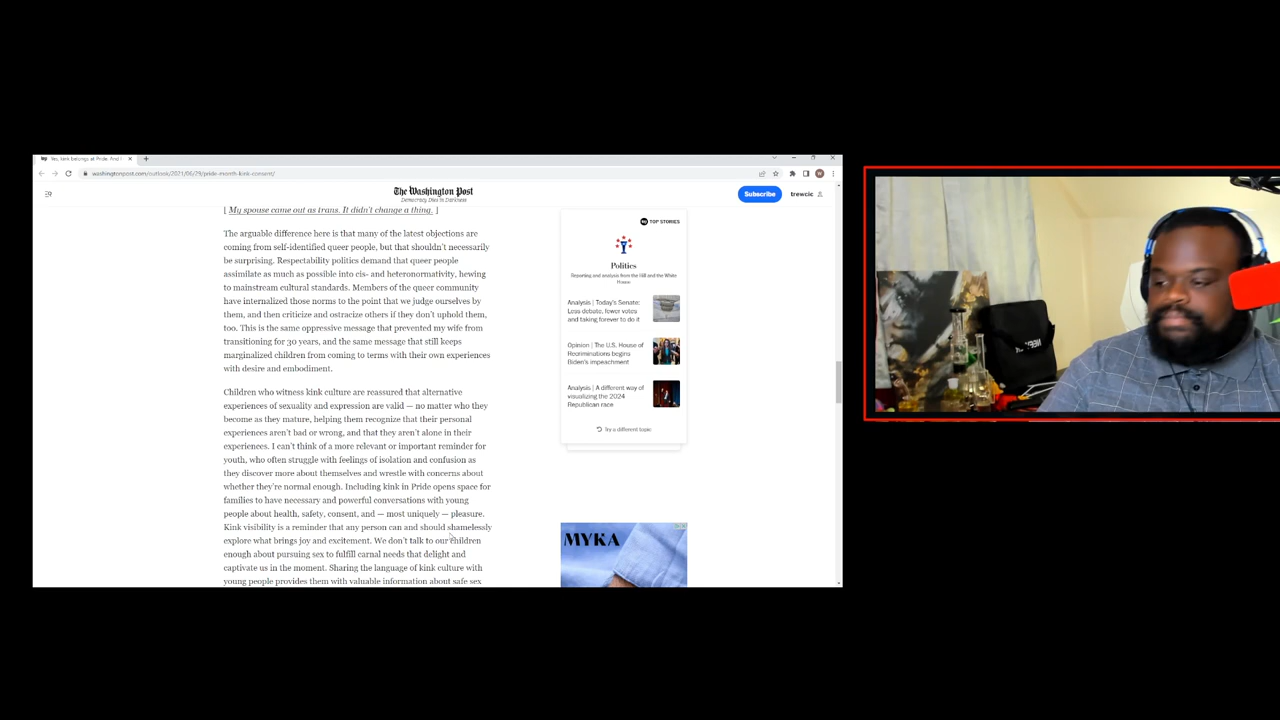 Yes, kink belongs at Pride. And I
washingtonpost.com/outlook/2021/06/29/pride-month-kink-consent/
The Washington Post
Democracy Dies in Darkness
Subscribe
trewcic
[ My spouse came out as trans. It didn't change a thing. ]
The arguable difference here is that many of the latest objections are
coming from self-identified queer people, but that shouldn't necessarily
be surprising. Respectability politics demand that queer people
assimilate as much as possible into cis- and heteronormativity, hewing
to mainstream cultural standards. Members of the queer community
have internalized those norms to the point that we judge ourselves by
them, and then criticize and ostracize others if they don't uphold them,
too. This is the same oppressive message that prevented my wife from
transitioning for 30 years, and the same message that still keeps
marginalized children from coming to terms with their own experiences
with desire and embodiment.
Children who witness kink culture are reassured that alternative
experiences of sexuality and expression are valid — no matter who they
become as they mature, helping them recognize that their personal
experiences aren't bad or wrong, and that they aren't alone in their
experiences. I can't think of a more relevant or important reminder for
youth, who often struggle with feelings of isolation and confusion as
they discover more about themselves and wrestle with concerns about
whether they're normal enough. Including kink in Pride opens space for
families to have necessary and powerful conversations with young
people about health, safety, consent, and — most uniquely — pleasure.
Kink visibility is a reminder that any person can and should shamelessly
explore what brings joy and excitement. We don't talk to our children
enough about pursuing sex to fulfill carnal needs that delight and
captivate us in the moment. Sharing the language of kink culture with
young people provides them with valuable information about safe sex
TOP STORIES
Politics
Reporting and analysis from the Hill and the White
House.
Analysis | Today's Senate:
Less debate, fewer votes
and taking forever to do it
Opinion | The U.S. House of
Recriminations begins
Biden's impeachment
Analysis | A different way of
visualizing the 2024
Republican race
Try a different topic
MYKA